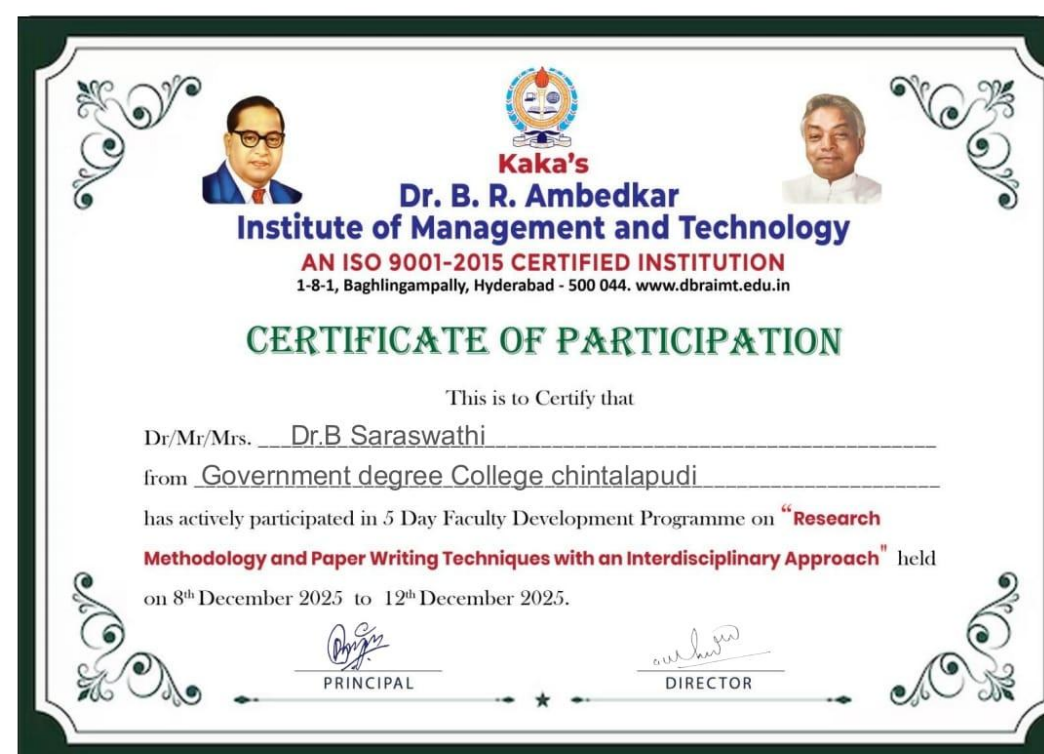 Kaka's
Dr. B. R. Ambedkar
Institute of Management and Technology
AN ISO 9001-2015 CERTIFIED INSTITUTION
1-8-1, Baghlingampally, Hyderabad - 500 044. www.dbraimt.edu.in
CERTIFICATE OF PARTICIPATION
This is to Certify that
Dr/Mr/Mrs. Dr.B Saraswathi
from Government degree College chintalapudi
has actively participated in 5 Day Faculty Development Programme on “Research
Methodology and Paper Writing Techniques with an Interdisciplinary Approach” held
on 8th December 2025 to 12th December 2025.
PRINCIPAL
DIRECTOR